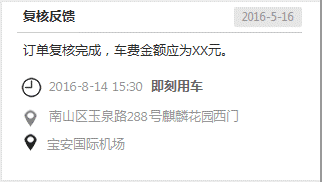 复核反馈 2016-5-16
订单复核完成，车费金额应为XX元。
2016-8-14 15:30 即刻用车
南山区玉泉路288号麒麟花园西门
宝安国际机场